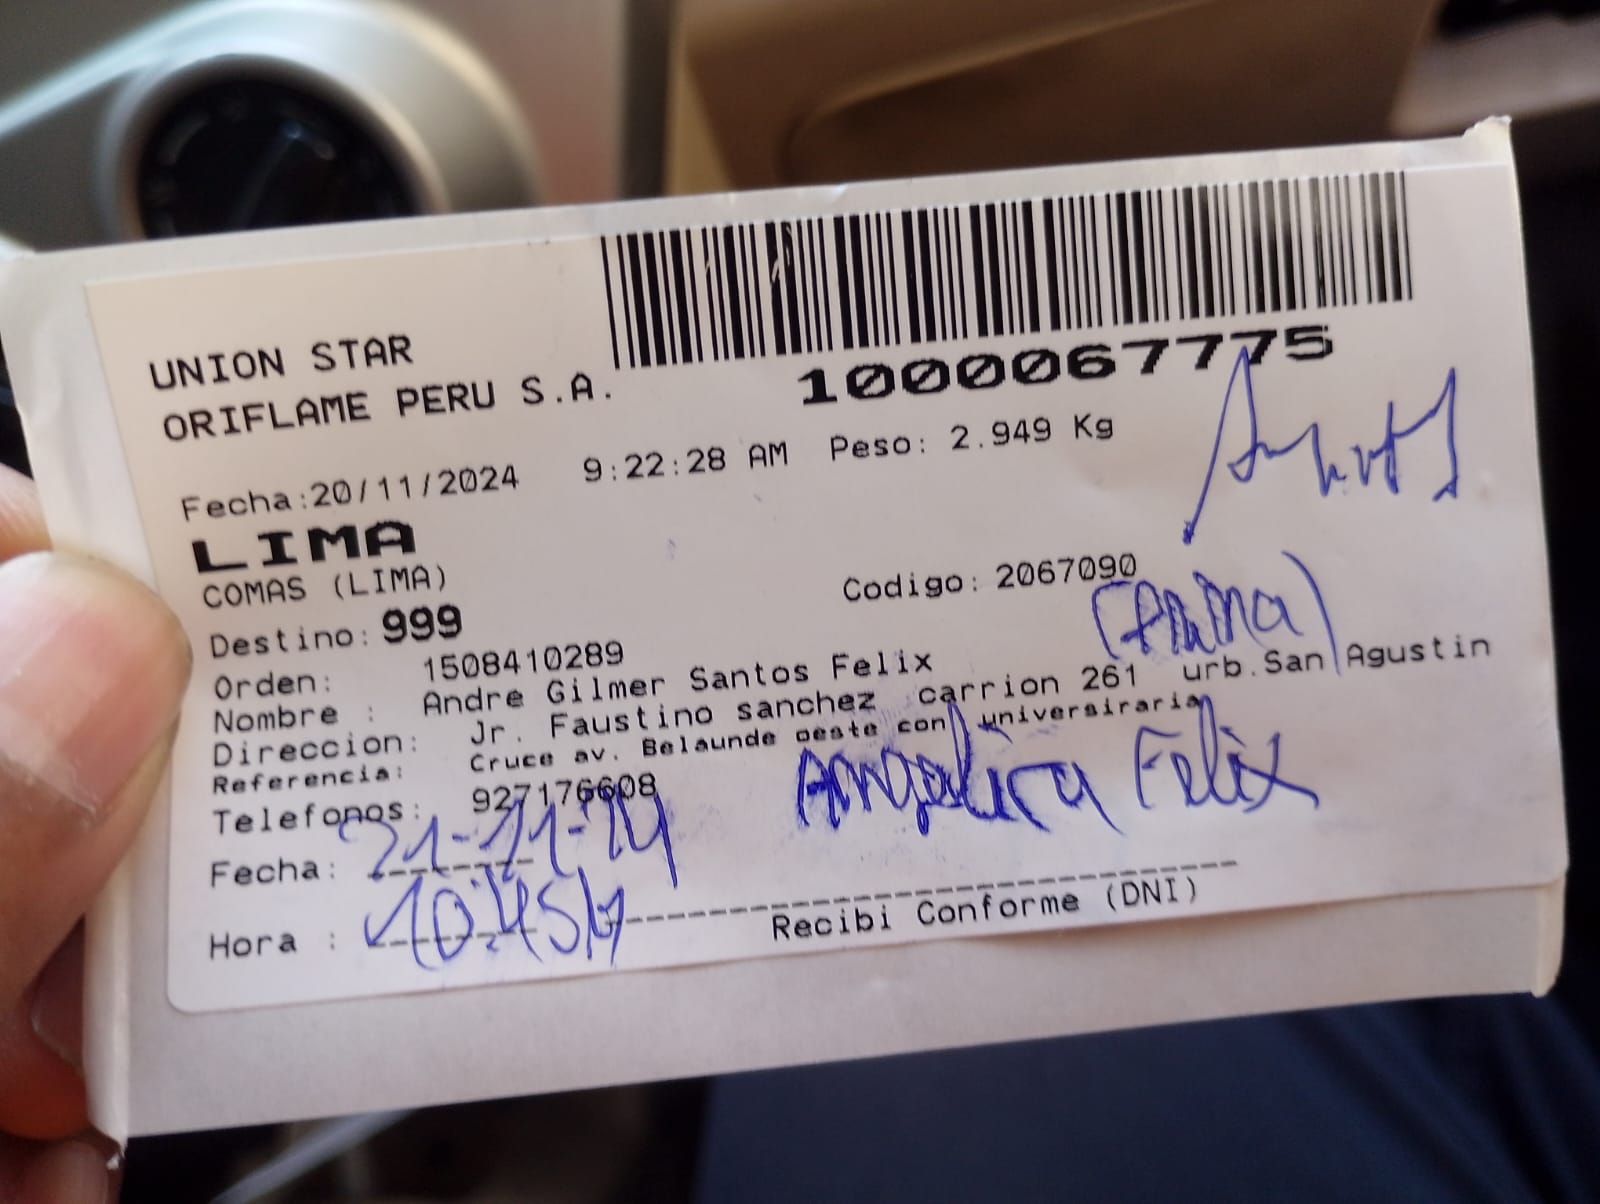 UNION STAR
ORIFLAME PERU S.A.
1000067775
Fecha:20/11/2024 9:22:28 AM Peso: 2.949 Kg
LIMA
COMAS (LIMA)
Codigo: 2067090
Destino: 999
Orden: 1508410289
Nombre : Andre Gilmer Santos Felix
Direccion: Jr. Faustino sanchez carrion 261 urb.San Agustin
Referencia: Cruce av. Belaunde oeste con universiraria
Telefonos: 927176608
Angelica Felix
Fecha: 21-11-24
Hora : 10:45
Recibi Conforme (DNI)